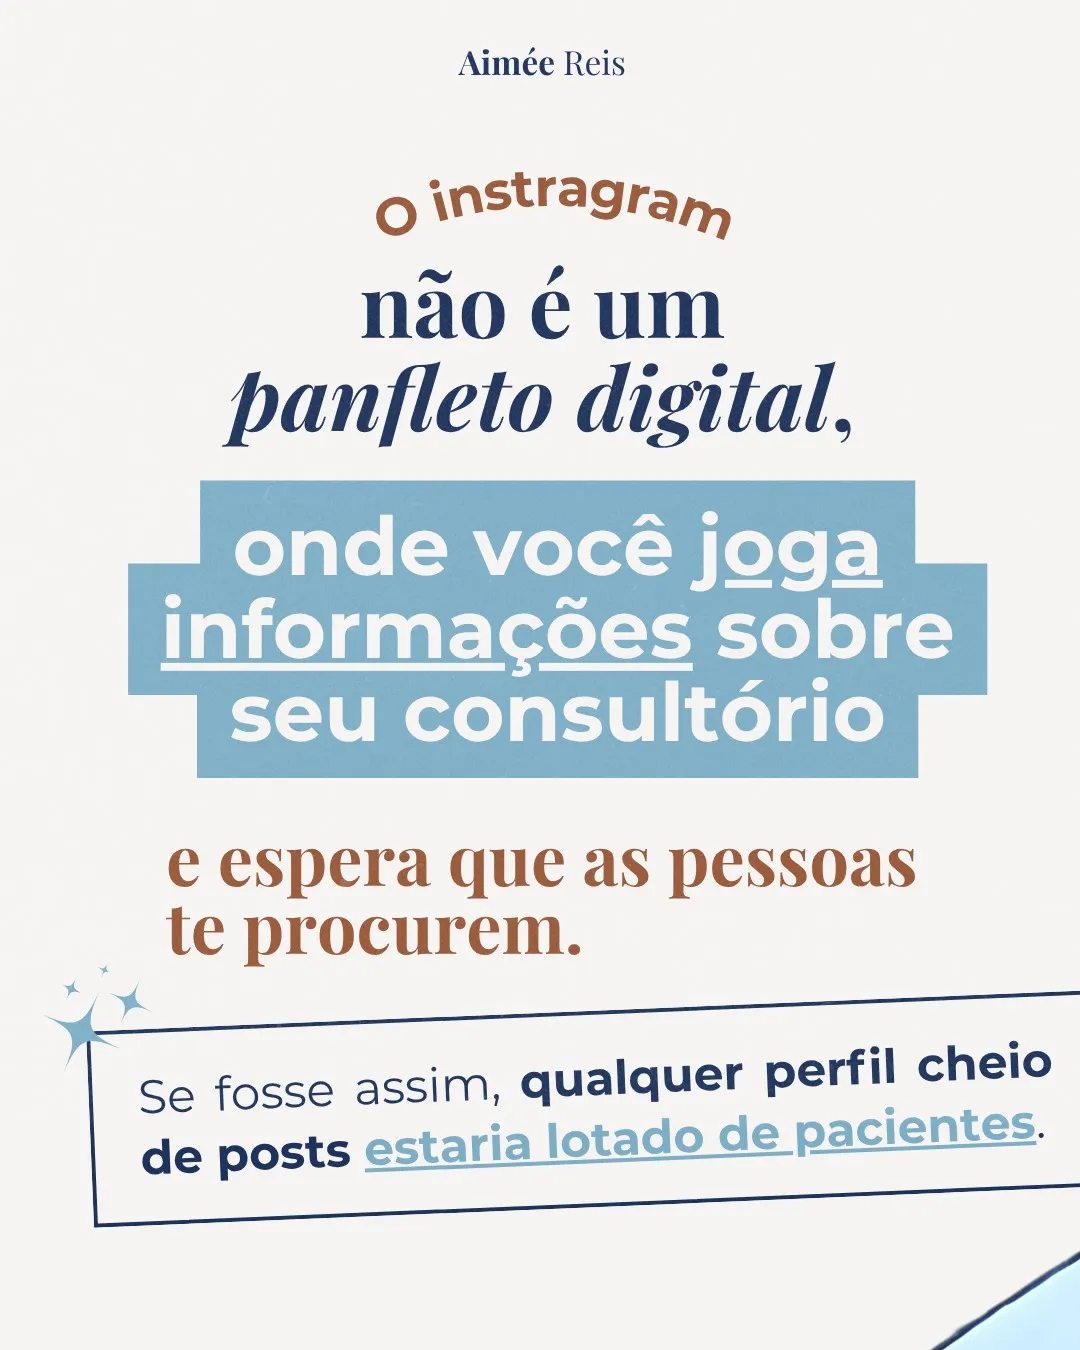 Aimée Reis
O instragram
não é um
panfleto digital,
onde você joga
informações sobre
seu consultório
e espera que as pessoas
te procurem.
Se fosse assim, qualquer perfil cheio
de posts estaria lotado de pacientes.